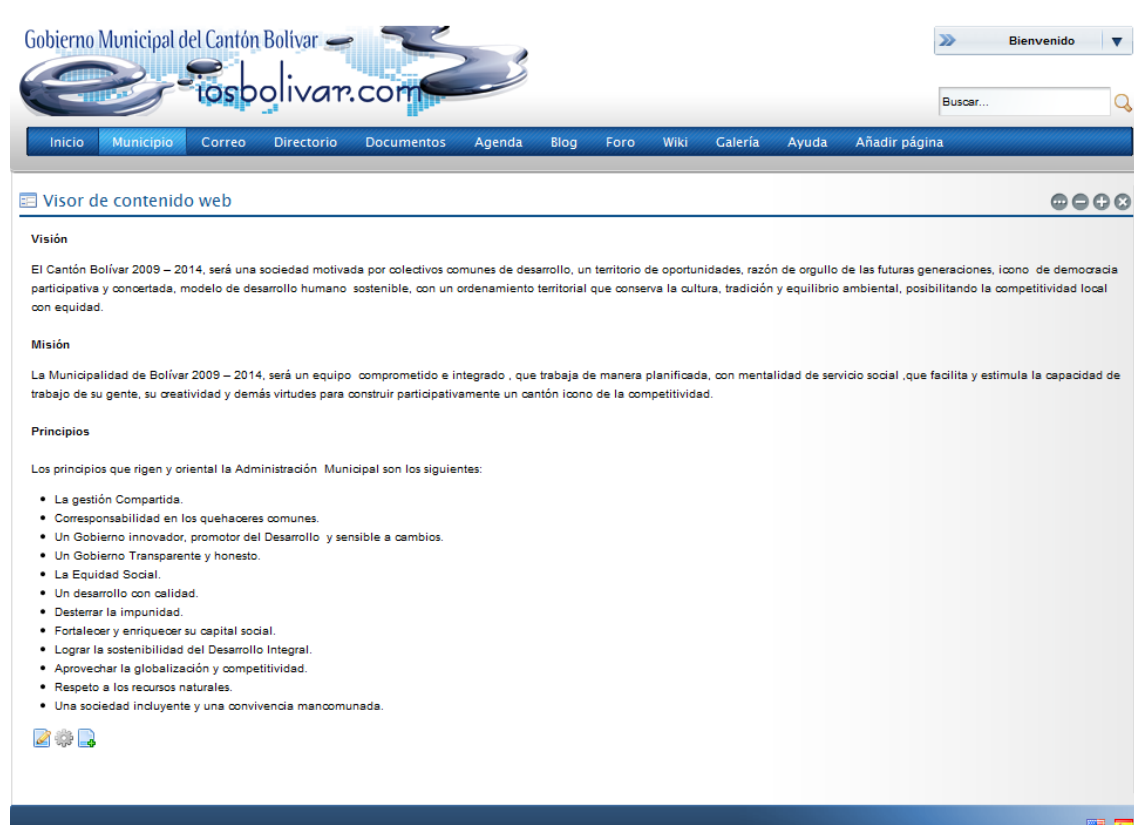 Gobierno Municipal del Cantón Bolívar
e-iosbolivar.com
Bienvenido
Buscar...
Inicio Municipio Correo Directorio Documentos Agenda Blog Foro Wiki Galería Ayuda Añadir página
Visor de contenido web
Visión
El Cantón Bolívar 2009 – 2014, será una sociedad motivada por colectivos comunes de desarrollo, un territorio de oportunidades, razón de orgullo de las futuras generaciones, icono de democracia
participativa y concertada, modelo de desarrollo humano sostenible, con un ordenamiento territorial que conserva la cultura, tradición y equilibrio ambiental, posibilitando la competitividad local
con equidad.
Misión
La Municipalidad de Bolívar 2009 – 2014, será un equipo comprometido e integrado , que trabaja de manera planificada, con mentalidad de servicio social ,que facilita y estimula la capacidad de
trabajo de su gente, su creatividad y demás virtudes para construir participativamente un cantón icono de la competitividad.
Principios
Los principios que rigen y oriental la Administración Municipal son los siguientes:
• La gestión Compartida.
• Corresponsabilidad en los quehaceres comunes.
• Un Gobierno innovador, promotor del Desarrollo y sensible a cambios.
• Un Gobierno Transparente y honesto.
• La Equidad Social.
• Un desarrollo con calidad.
• Desterrar la impunidad.
• Fortalecer y enriquecer su capital social.
• Lograr la sostenibilidad del Desarrollo Integral.
• Aprovechar la globalización y competitividad.
• Respeto a los recursos naturales.
• Una sociedad incluyente y una convivencia mancomunada.